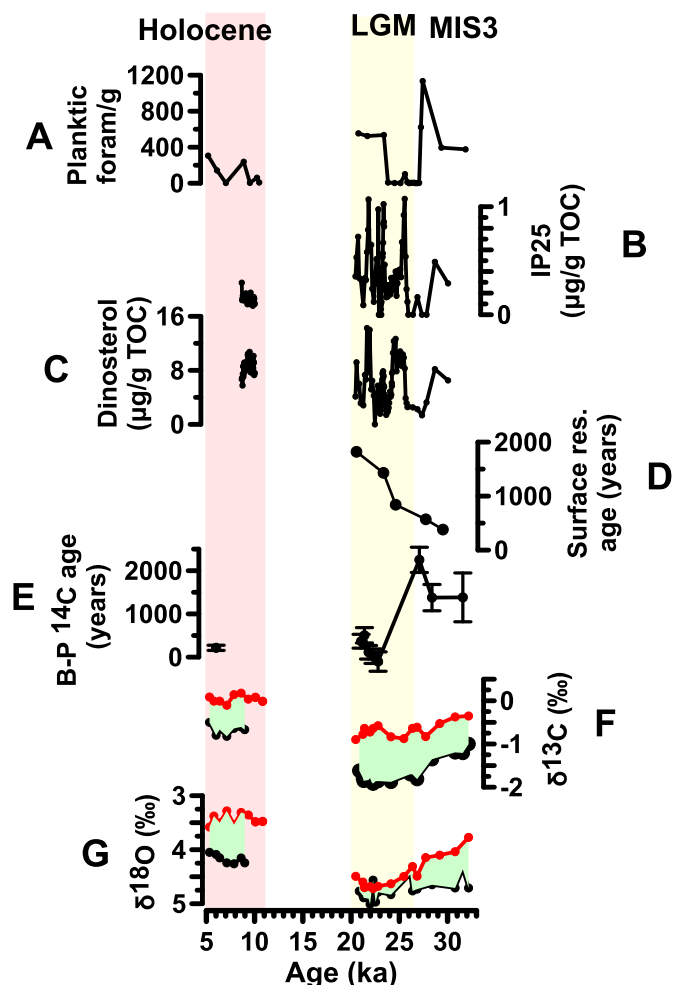 Holocene LGM MIS3
A
Planktic
foram/g
1200
800
400
0
B
IP25
(µg/g TOC)
1
0
C
Dinosterol
(µg/g TOC)
16
8
0
D
Surface res.
age (years)
2000
1000
0
E
B-P ¹⁴C age
(years)
2000
1000
0
F
δ¹³C (‰)
0
-1
-2
G
δ¹⁸O (‰)
3
4
5
5 10 15 20 25 30
Age (ka)